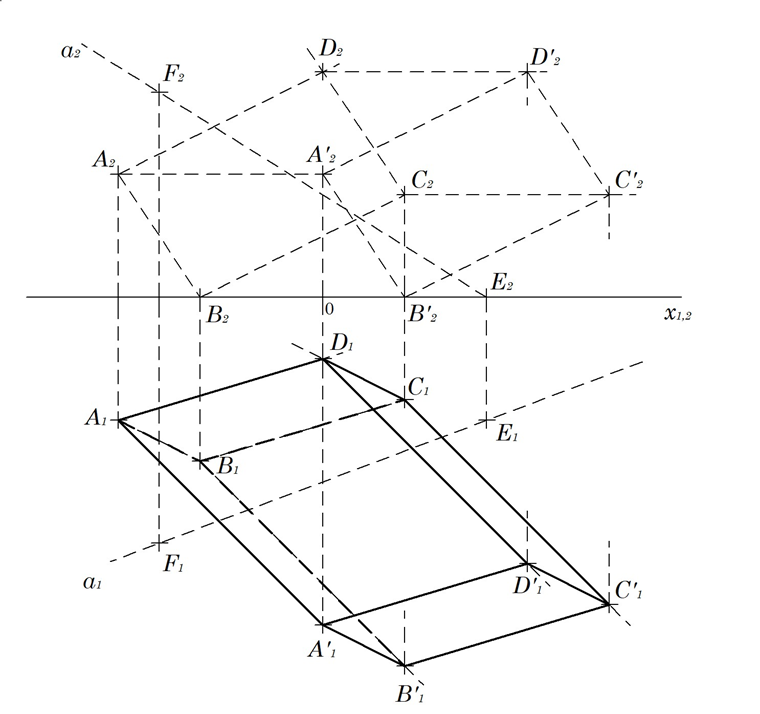 a₂
F₂
D₂
D'₂
A₂
A'₂
C₂
C'₂
E₂
B₂
0
B'₂
x₁,₂
D₁
C₁
A₁
E₁
B₁
F₁
a₁
D'₁
C'₁
A'₁
B'₁